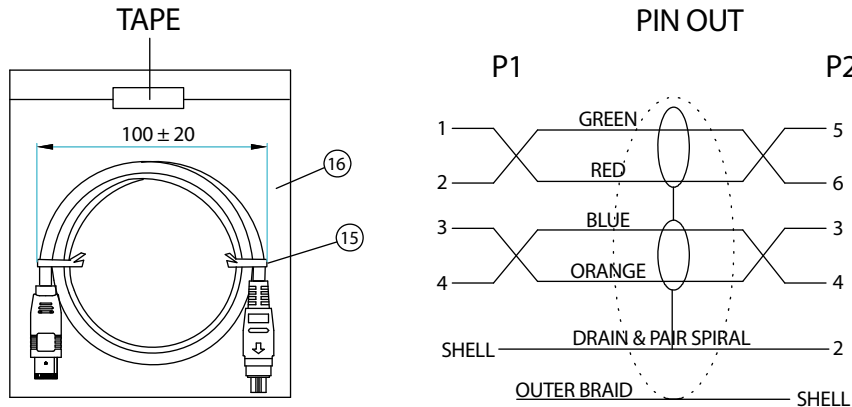 TAPE
100 ± 20
16
15
PIN OUT
P1 P2
GREEN
1 5
RED
2 6
BLUE
3 3
ORANGE
4 4
SHELL DRAIN & PAIR SPIRAL 2
OUTER BRAID SHELL